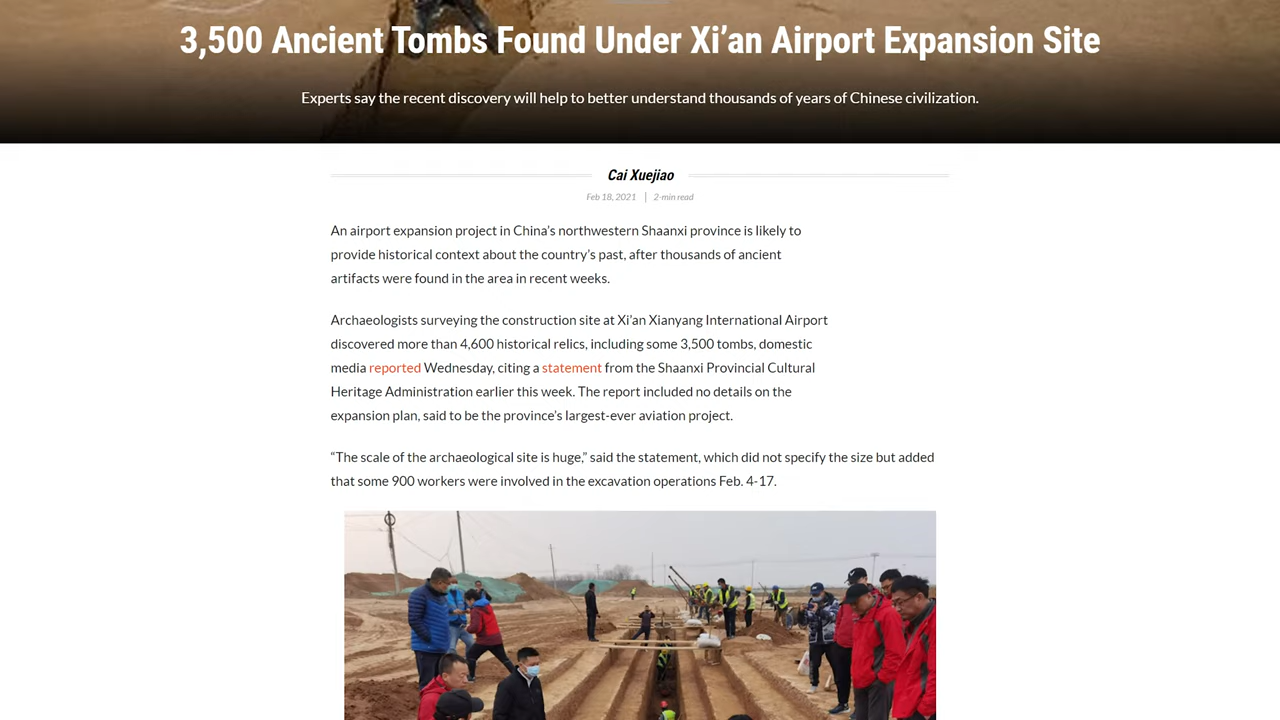 3,500 Ancient Tombs Found Under Xi’an Airport Expansion Site
Experts say the recent discovery will help to better understand thousands of years of Chinese civilization.
Cai Xuejiao
Feb 18, 2021 | 2-min read
An airport expansion project in China’s northwestern Shaanxi province is likely to
provide historical context about the country’s past, after thousands of ancient
artifacts were found in the area in recent weeks.
Archaeologists surveying the construction site at Xi’an Xianyang International Airport
discovered more than 4,600 historical relics, including some 3,500 tombs, domestic
media reported Wednesday, citing a statement from the Shaanxi Provincial Cultural
Heritage Administration earlier this week. The report included no details on the
expansion plan, said to be the province’s largest-ever aviation project.
“The scale of the archaeological site is huge,” said the statement, which did not specify the size but added
that some 900 workers were involved in the excavation operations Feb. 4-17.